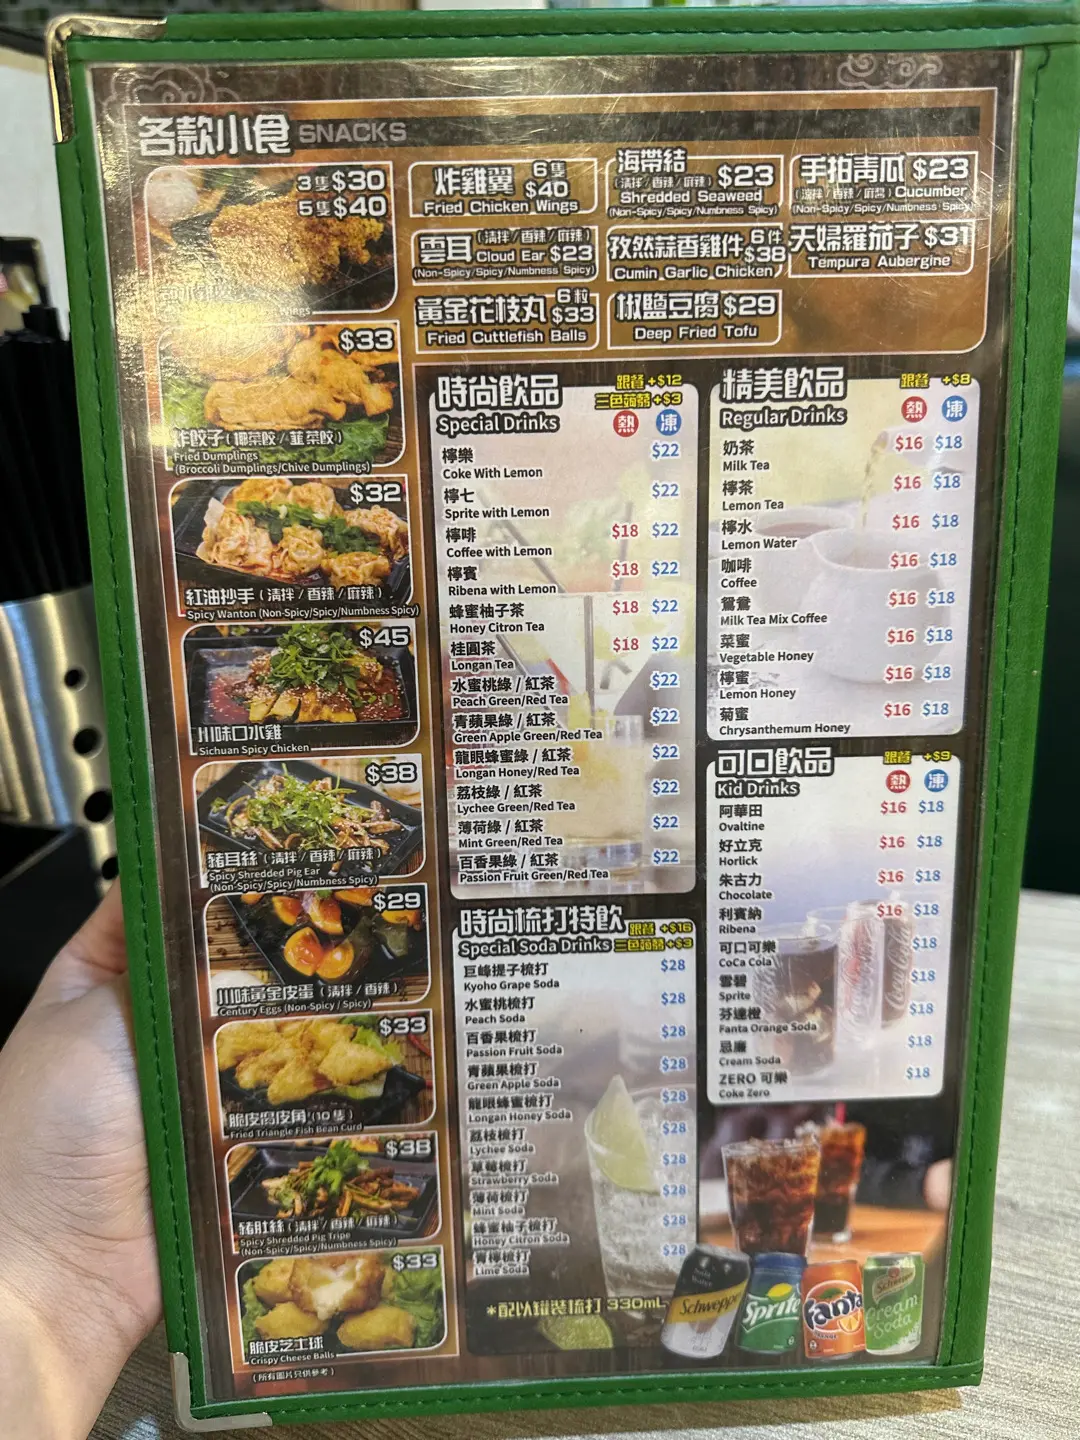 各款小食 SNACKS
3隻$30
5隻$40
Wings
$33
炸餃子(椰菜餃 / 韮菜餃)
Fried Dumplings
(Broccoli Dumplings/Chive Dumplings)
$32
紅油抄手(清拌 / 香辣 / 麻辣)
Spicy Wanton (Non-Spicy/Spicy/Numbness Spicy)
$45
川味口水雞
Sichuan Spicy Chicken
$38
豬耳絲(清拌 / 香辣 / 麻辣)
Spicy Shredded Pig Ear
(Non-Spicy/Spicy/Numbness Spicy)
$29
川味黃金皮蛋(清拌 / 香辣)
Century Eggs (Non-Spicy / Spicy)
$33
脆皮腐皮角(10隻)
Fried Triangle Fish Bean Curd
$38
豬肚絲(清拌 / 香辣 / 麻辣)
Spicy Shredded Pig Tripe
(Non-Spicy/Spicy/Numbness Spicy)
$33
脆皮芝士球
Crispy Cheese Balls
(所有圖片只供參考)
炸雞翼 6隻 $40
Fried Chicken Wings
海帶結
(清拌 / 香辣 / 麻辣) $23
Shredded Seaweed
(Non-Spicy/Spicy/Numbness Spicy)
手拍青瓜 $23
Cucumber
(Non-Spicy/Spicy/Numbness Spicy)
雲耳 (清拌 / 香辣 / 麻辣)
Cloud Ear $23
(Non-Spicy/Spicy/Numbness Spicy)
孜然蒜香雞件 6件 $38
Cumin Garlic Chicken
天婦羅茄子 $31
Tempura Aubergine
黃金花枝丸 6粒 $33
Fried Cuttlefish Balls
椒鹽豆腐 $29
Deep Fried Tofu
時尚飲品 跟餐 +$12
三色蒟蒻 +$3
Special Drinks 熱 凍
檸樂 $22
Coke With Lemon
檸七 $22
Sprite with Lemon
檸啡 $18 $22
Coffee with Lemon
檸賓 $18 $22
Ribena with Lemon
蜂蜜柚子茶 $18 $22
Honey Citron Tea
桂圓茶 $18 $22
Longan Tea
水蜜桃綠 / 紅茶 $22
Peach Green/Red Tea
青蘋果綠 / 紅茶 $22
Green Apple Green/Red Tea
龍眼蜂蜜綠 / 紅茶 $22
Longan Honey/Red Tea
荔枝綠 / 紅茶 $22
Lychee Green/Red Tea
薄荷綠 / 紅茶 $22
Mint Green/Red Tea
百香果綠 / 紅茶 $22
Passion Fruit Green/Red Tea
時尚梳打特飲 跟餐 +$16
Special Soda Drinks 三色蒟蒻 +$3
巨峰提子梳打 $28
Kyoho Grape Soda
水蜜桃梳打 $28
Peach Soda
百香果梳打 $28
Passion Fruit Soda
青蘋果梳打 $28
Green Apple Soda
龍眼蜂蜜梳打 $28
Longan Honey Soda
荔枝梳打 $28
Lychee Soda
草莓梳打 $28
Strawberry Soda
薄荷梳打 $28
Mint Soda
蜂蜜柚子梳打 $28
Honey Citron Soda
青檸梳打 $28
Lime Soda
*配以罐裝梳打 330mL
精美飲品 跟餐 +$8
Regular Drinks 熱 凍
奶茶 $16 $18
Milk Tea
檸茶 $16 $18
Lemon Tea
檸水 $16 $18
Lemon Water
咖啡 $16 $18
Coffee
鴛鴦 $16 $18
Milk Tea Mix Coffee
菜蜜 $16 $18
Vegetable Honey
檸蜜 $16 $18
Lemon Honey
菊蜜 $16 $18
Chrysanthemum Honey
可口飲品 跟餐 +$9
Kid Drinks 熱 凍
阿華田 $16 $18
Ovaltine
好立克 $16 $18
Horlick
朱古力 $16 $18
Chocolate
利賓納 $16 $18
Ribena
可口可樂 $18
CoCa Cola
雪碧 $18
Sprite
芬達橙 $18
Fanta Orange Soda
忌廉 $18
Cream Soda
ZERO 可樂 $18
Coke Zero
Coca-Cola
Schweppes
Sprite
Fanta
Cream Soda